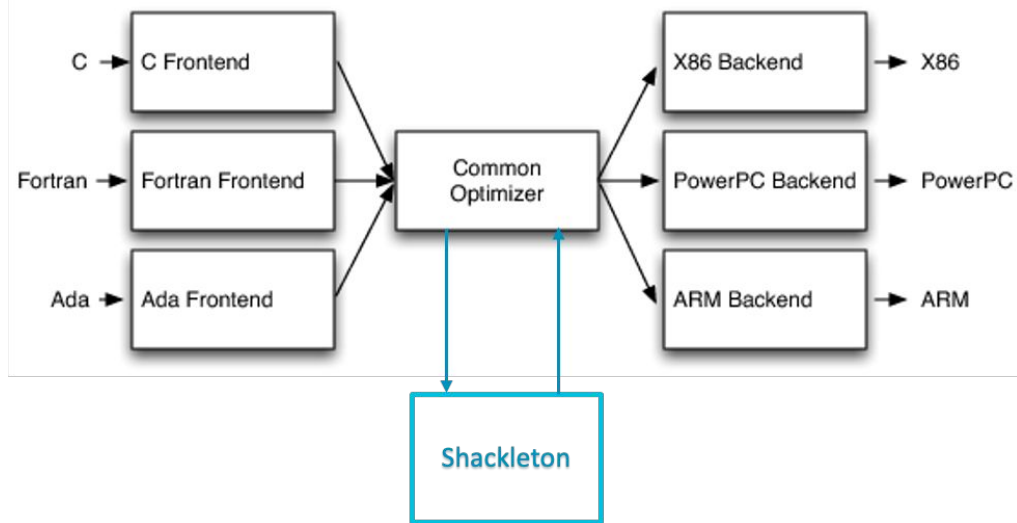 C
C Frontend
X86 Backend
X86
Fortran
Fortran Frontend
Common
Optimizer
PowerPC Backend
PowerPC
Ada
Ada Frontend
ARM Backend
ARM
Shackleton